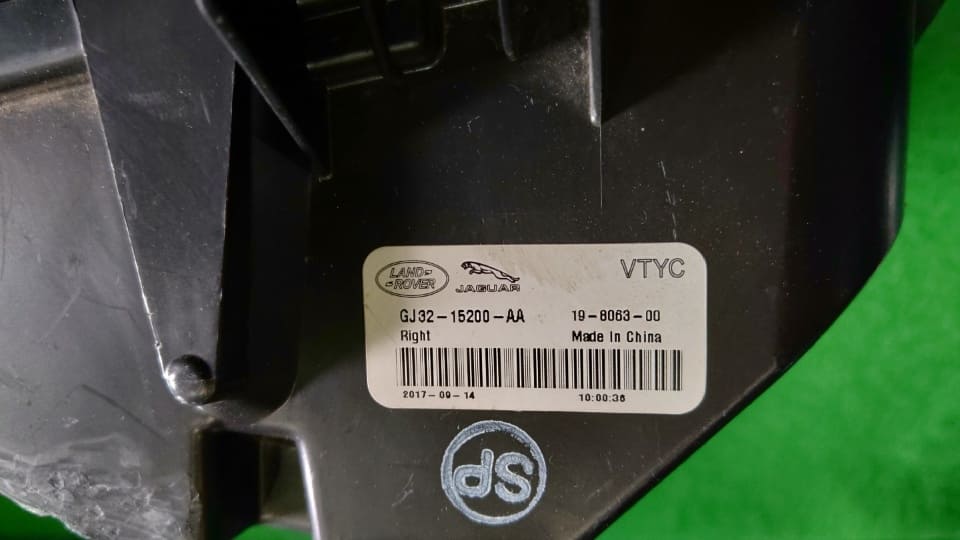 LAND-
-ROVER
JAGUAR
VTYC
GJ32-15200-AA 19-8063-00
Right Made In China
2017-09-14 10:00:36
SP